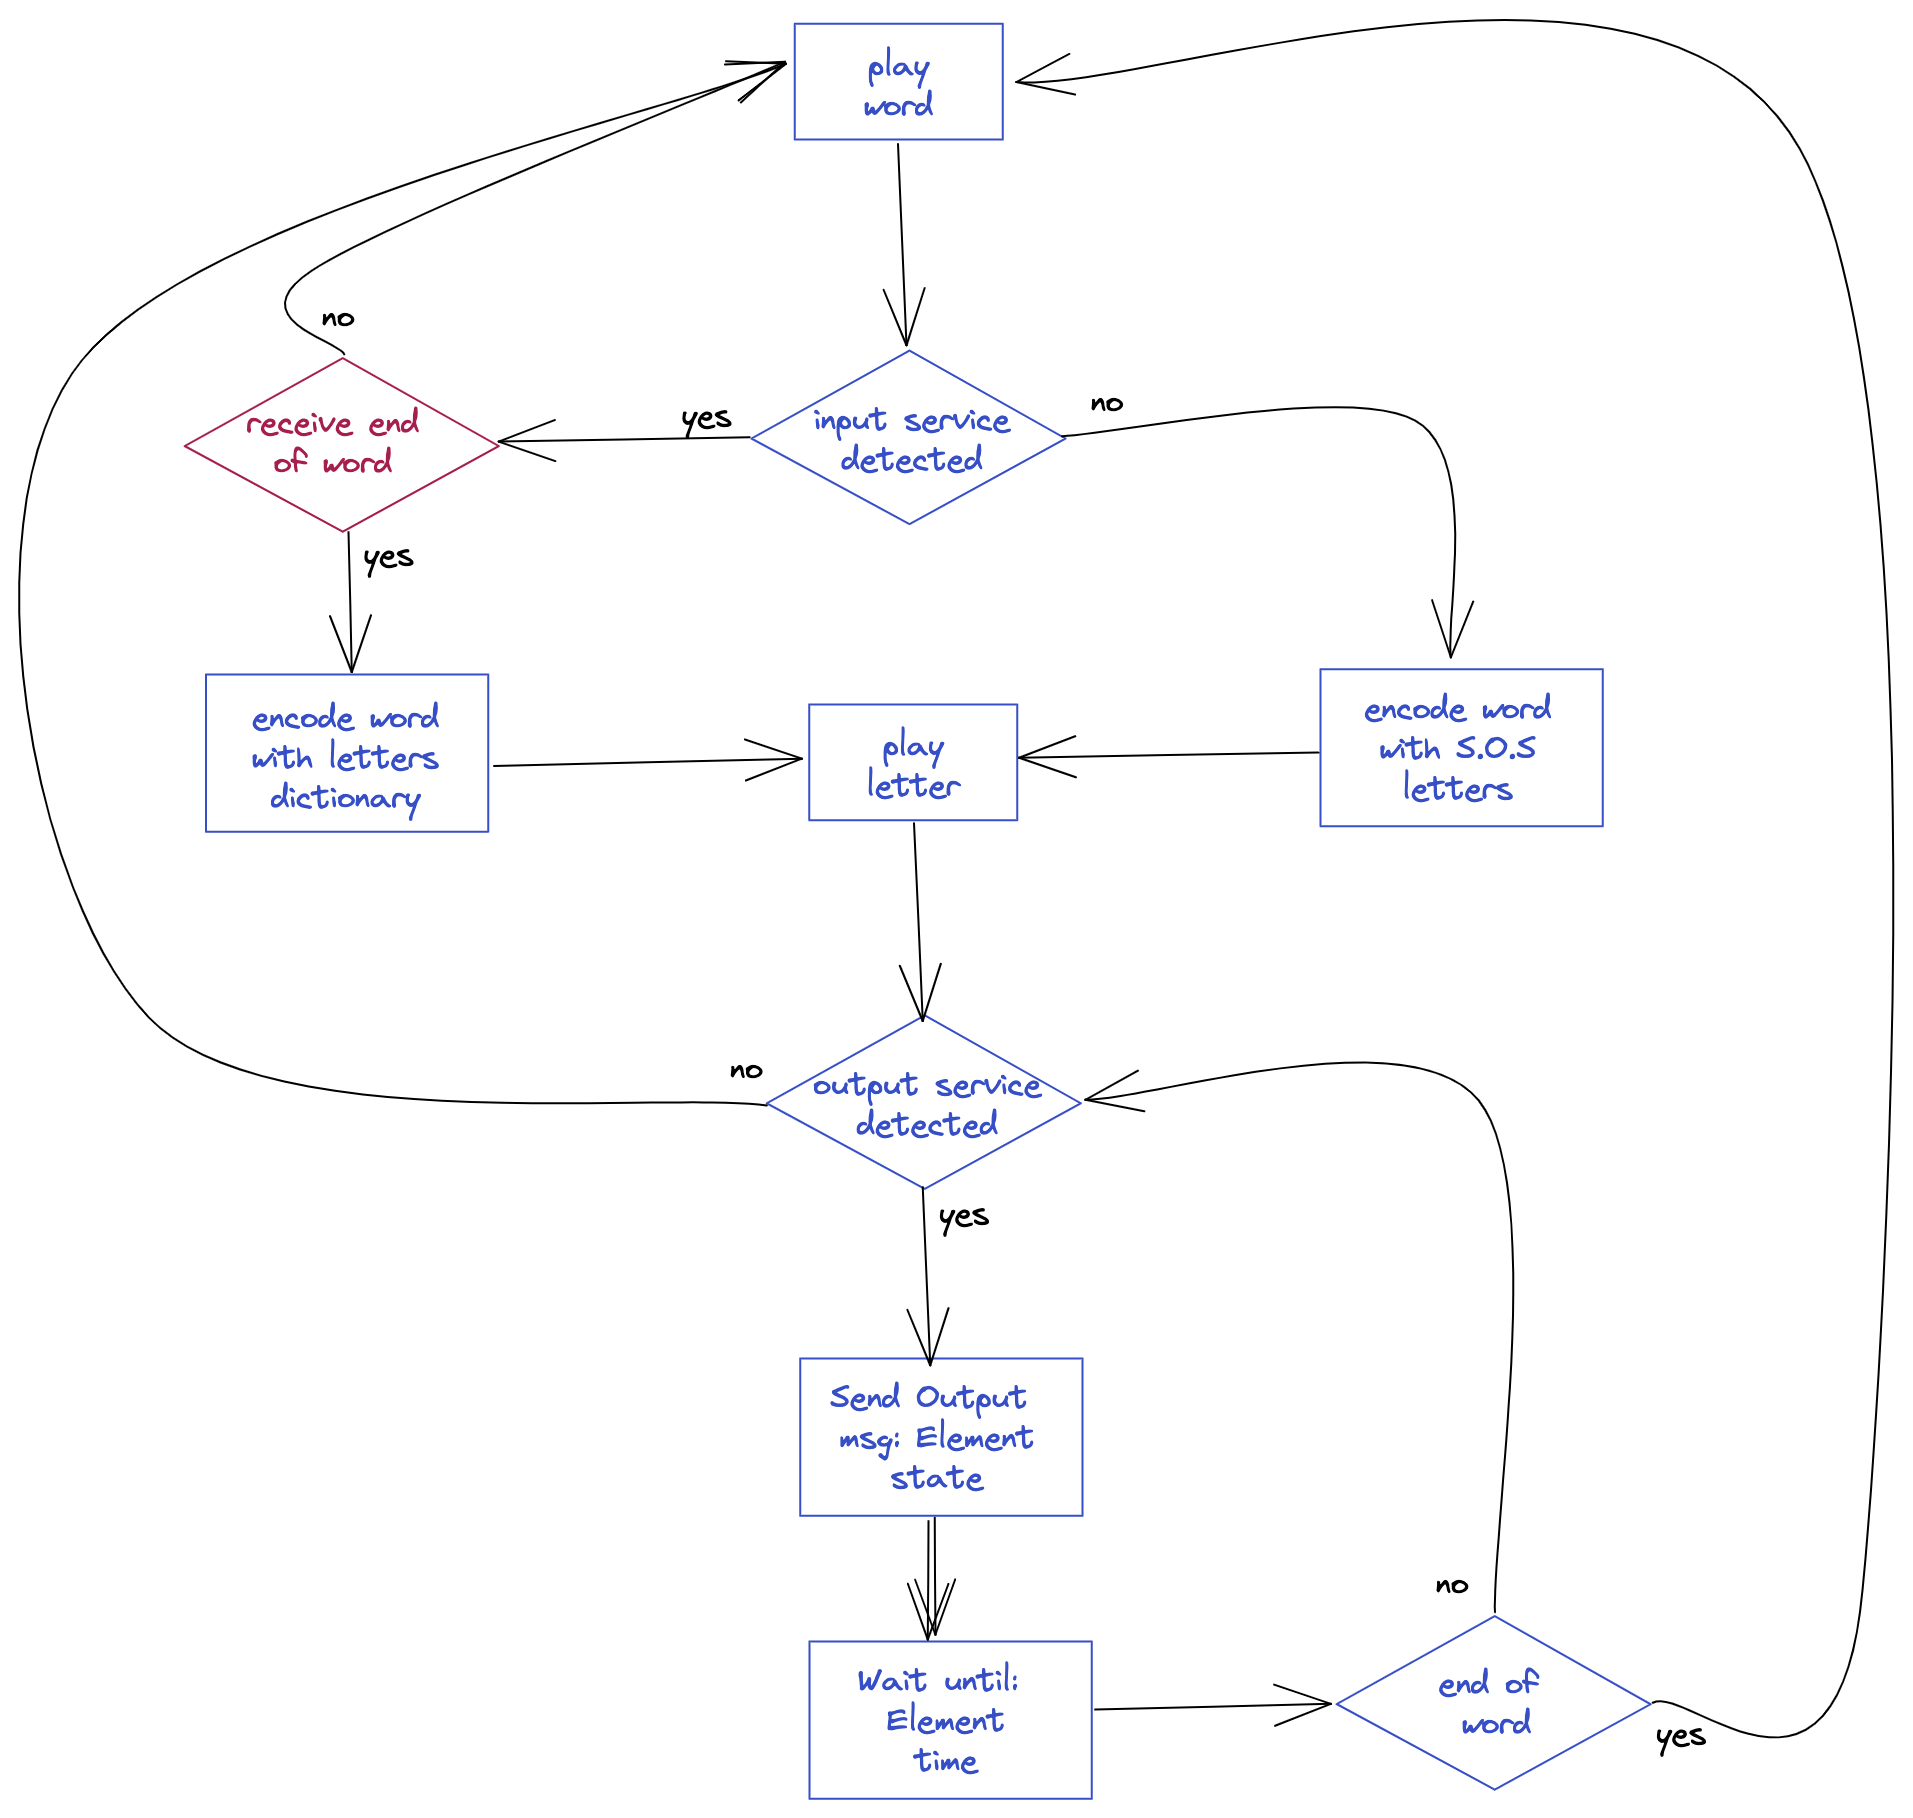 play
word
no
yes
no
receive end
of word
input service
detected
yes
encode word
with letters
dictionary
play
letter
encode word
with S.O.S
letters
no
output service
detected
yes
Send Output
msg: Element
state
no
Wait until:
Element
time
end of
word
yes